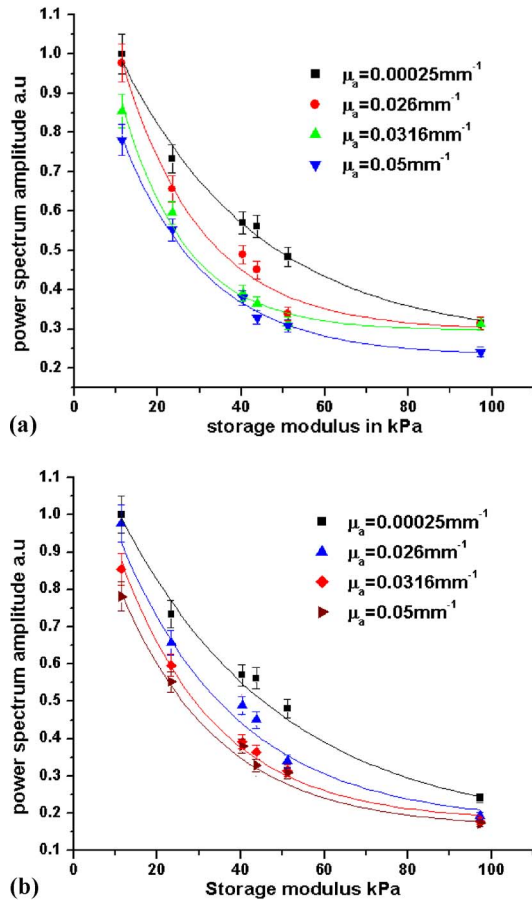 1.1
1.0
0.9
0.8
0.7
0.6
0.5
0.4
0.3
0.2
power spectrum amplitude a.u
μa=0.00025mm-1
μa=0.026mm-1
μa=0.0316mm-1
μa=0.05mm-1
0 20 40 60 80 100
(a) storage modulus in kPa
1.1
1.0
0.9
0.8
0.7
0.6
0.5
0.4
0.3
0.2
0.1
power spectrum amplitude a.u
μa=0.00025mm-1
μa=0.026mm-1
μa=0.0316mm-1
μa=0.05mm-1
0 20 40 60 80 100
(b) Storage modulus kPa